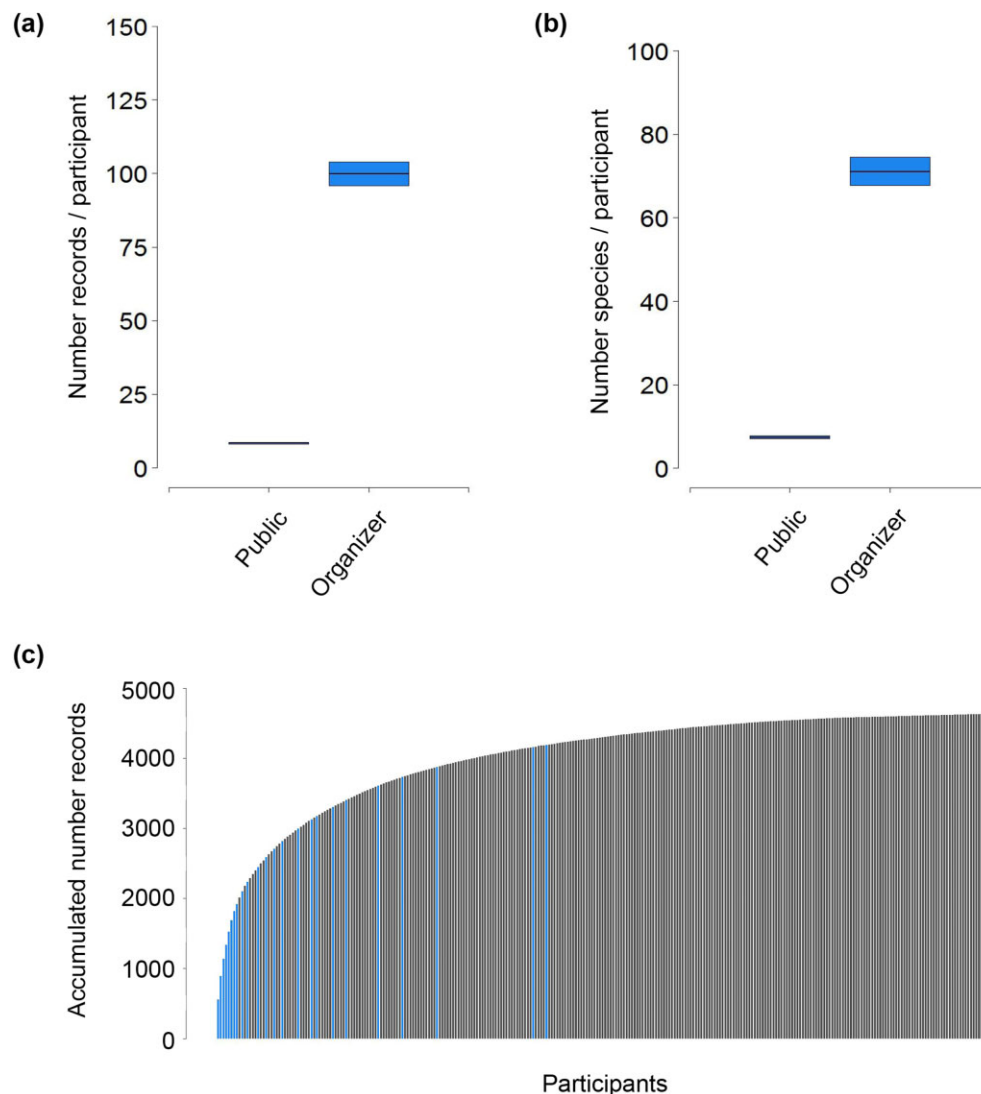 (a)
150
125
100
75
50
25
0
Number records / participant
Public
Organizer
(b)
100
80
60
40
20
0
Number species / participant
Public
Organizer
(c)
5000
4000
3000
2000
1000
0
Accumulated number records
Participants